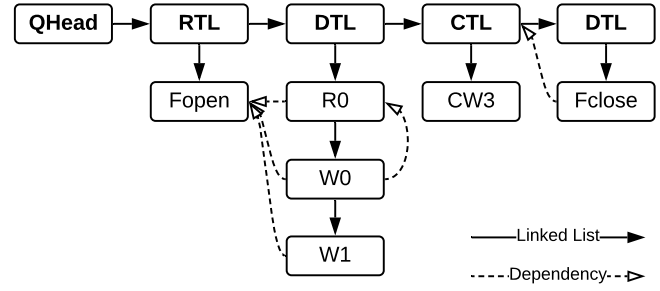 QHead RTL DTL CTL DTL
Fopen R0 CW3 Fclose
W0
W1
Linked List
Dependency